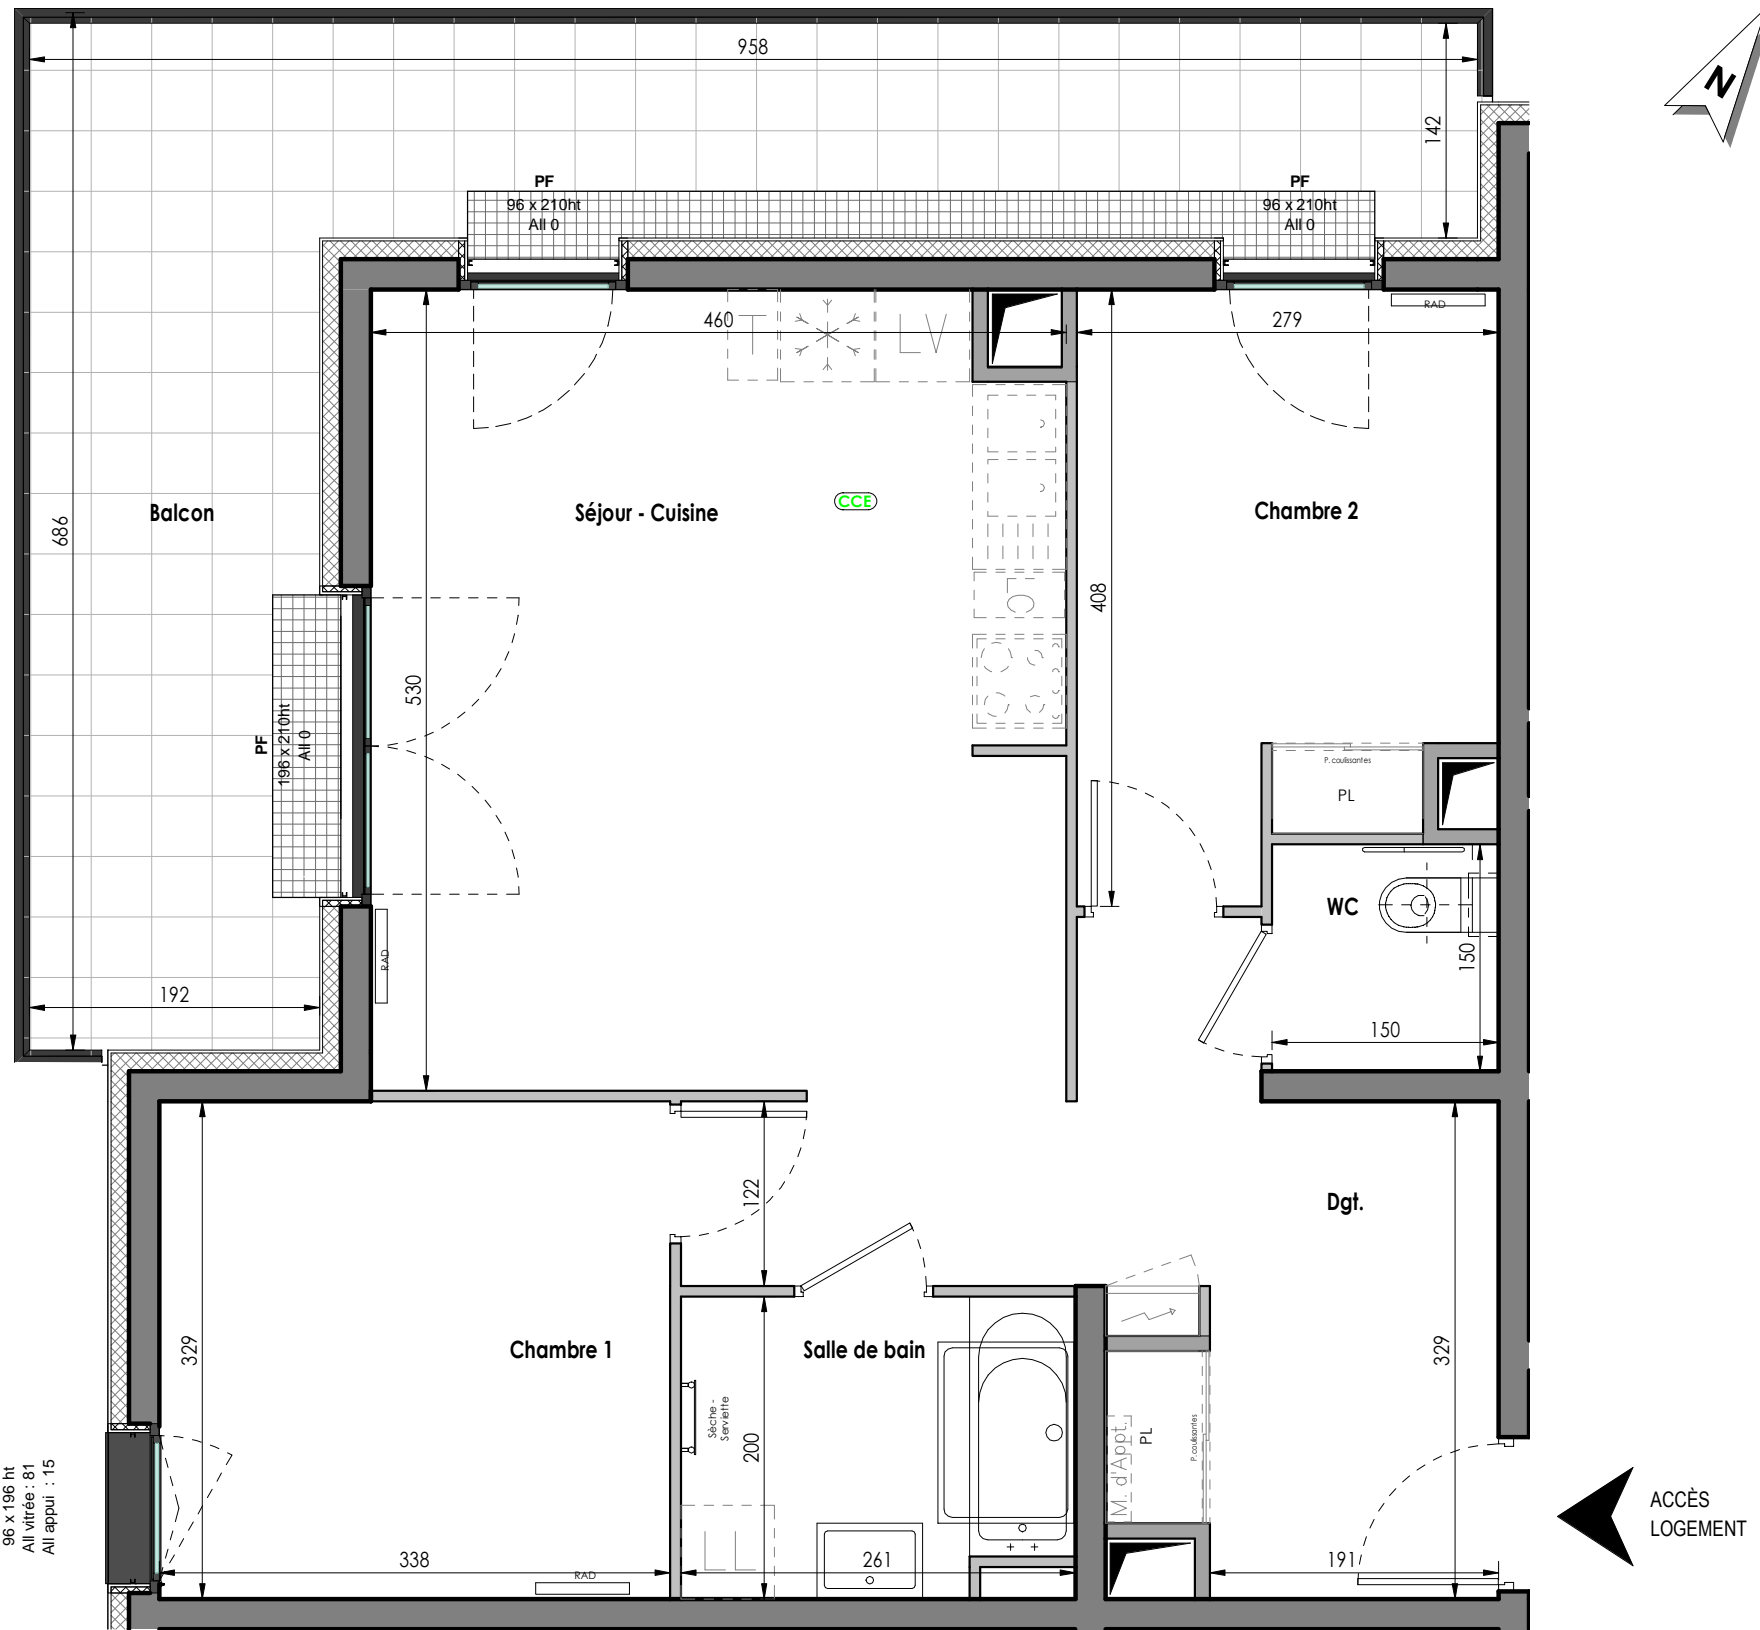 958
N
142
PF
96 x 210ht
All 0
PF
96 x 210ht
All 0
RAD
460
T
LV
279
Balcon
Séjour - Cuisine
CCE
Chambre 2
686
408
530
PF
196 x 210ht
All 0
P. coulissantes
PL
WC
150
RAD
192
150
122
Dgt.
329
Chambre 1
Salle de bain
329
Sèche -
Serviette
200
PL
P. coulissantes
M. d'Appt.
96 x 196 ht
All vitrée : 81
All appui : 15
LL
ACCÈS
LOGEMENT
338
261
191
RAD